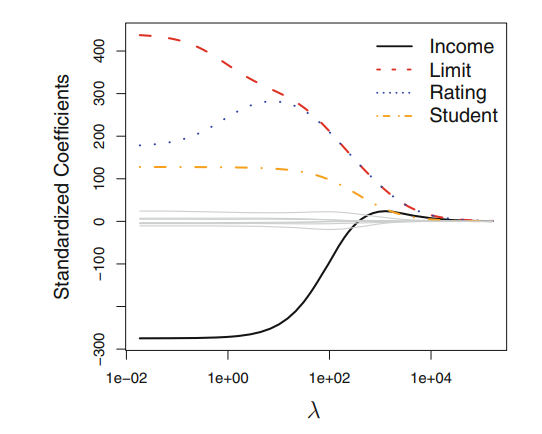 Standardized Coefficients
400
300
200
100
0
−100
−300
Income
Limit
Rating
Student
1e−02
1e+00
1e+02
1e+04
λ